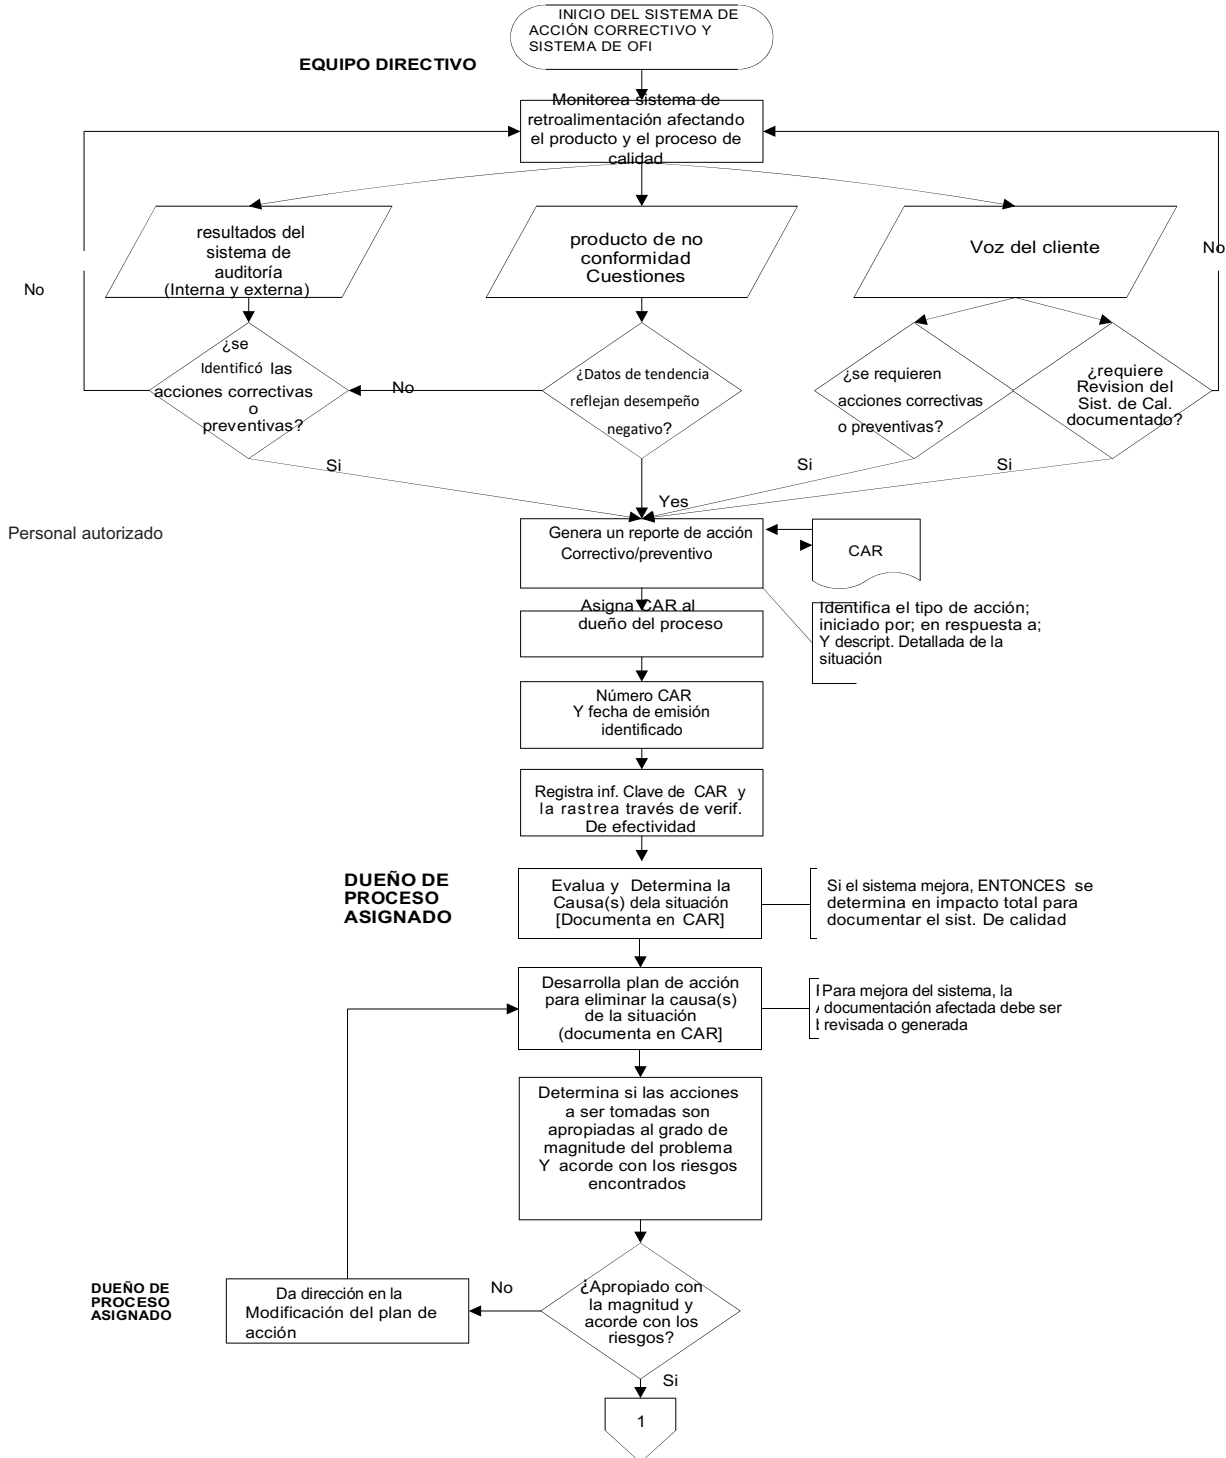 INICIO DEL SISTEMA DE
ACCIÓN CORRECTIVO Y
SISTEMA DE OFI
EQUIPO DIRECTIVO
Monitorea sistema de
retroalimentación afectando
el producto y el proceso de
calidad
resultados del
sistema de
auditoría
(Interna y externa)
producto de no
conformidad
Cuestiones
Voz del cliente
No
No
¿se
Identificó las
acciones correctivas
o
preventivas?
No
¿Datos de tendencia
reflejan desempeño
negativo?
¿se requieren
acciones correctivas
o preventivas?
¿requiere
Revision del
Sist. de Cal.
documentado?
Si
Si
Si
Yes
Personal autorizado
Genera un reporte de acción
Correctivo/preventivo
CAR
Asigna CAR al
dueño del proceso
Identifica el tipo de acción;
iniciado por; en respuesta a;
Y descript. Detallada de la
situación
Número CAR
Y fecha de emisión
identificado
Registra inf. Clave de CAR y
la rastrea través de verif.
De efectividad
DUEÑO DE
PROCESO
ASIGNADO
Evalua y Determina la
Causa(s) dela situación
[Documenta en CAR]
Si el sistema mejora, ENTONCES se
determina en impacto total para
documentar el sist. De calidad
Desarrolla plan de acción
para eliminar la causa(s)
de la situación
(documenta en CAR]
Para mejora del sistema, la
documentación afectada debe ser
revisada o generada
Determina si las acciones
a ser tomadas son
apropiadas al grado de
magnitude del problema
Y acorde con los riesgos
encontrados
DUEÑO DE
PROCESO
ASIGNADO
Da dirección en la
Modificación del plan de
acción
No
¿Apropiado con
la magnitud y
acorde con los
riesgos?
Si
1